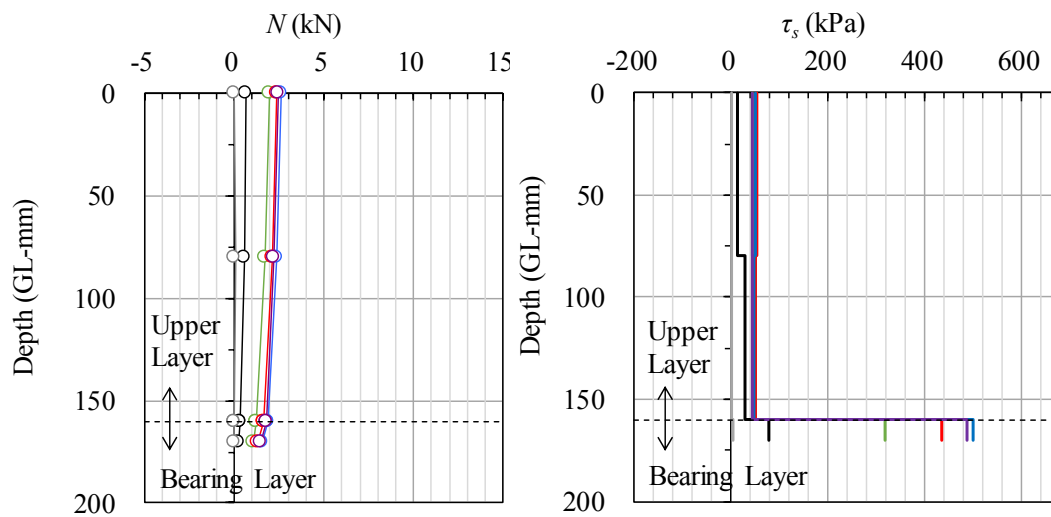 N (kN)
-5 0 5 10 15
0
50
100
150
200
Depth (GL-mm)
Upper
Layer
Bearing Layer
τs (kPa)
-200 0 200 400 600
0
50
100
150
200
Depth (GL-mm)
Upper
Layer
Bearing Layer